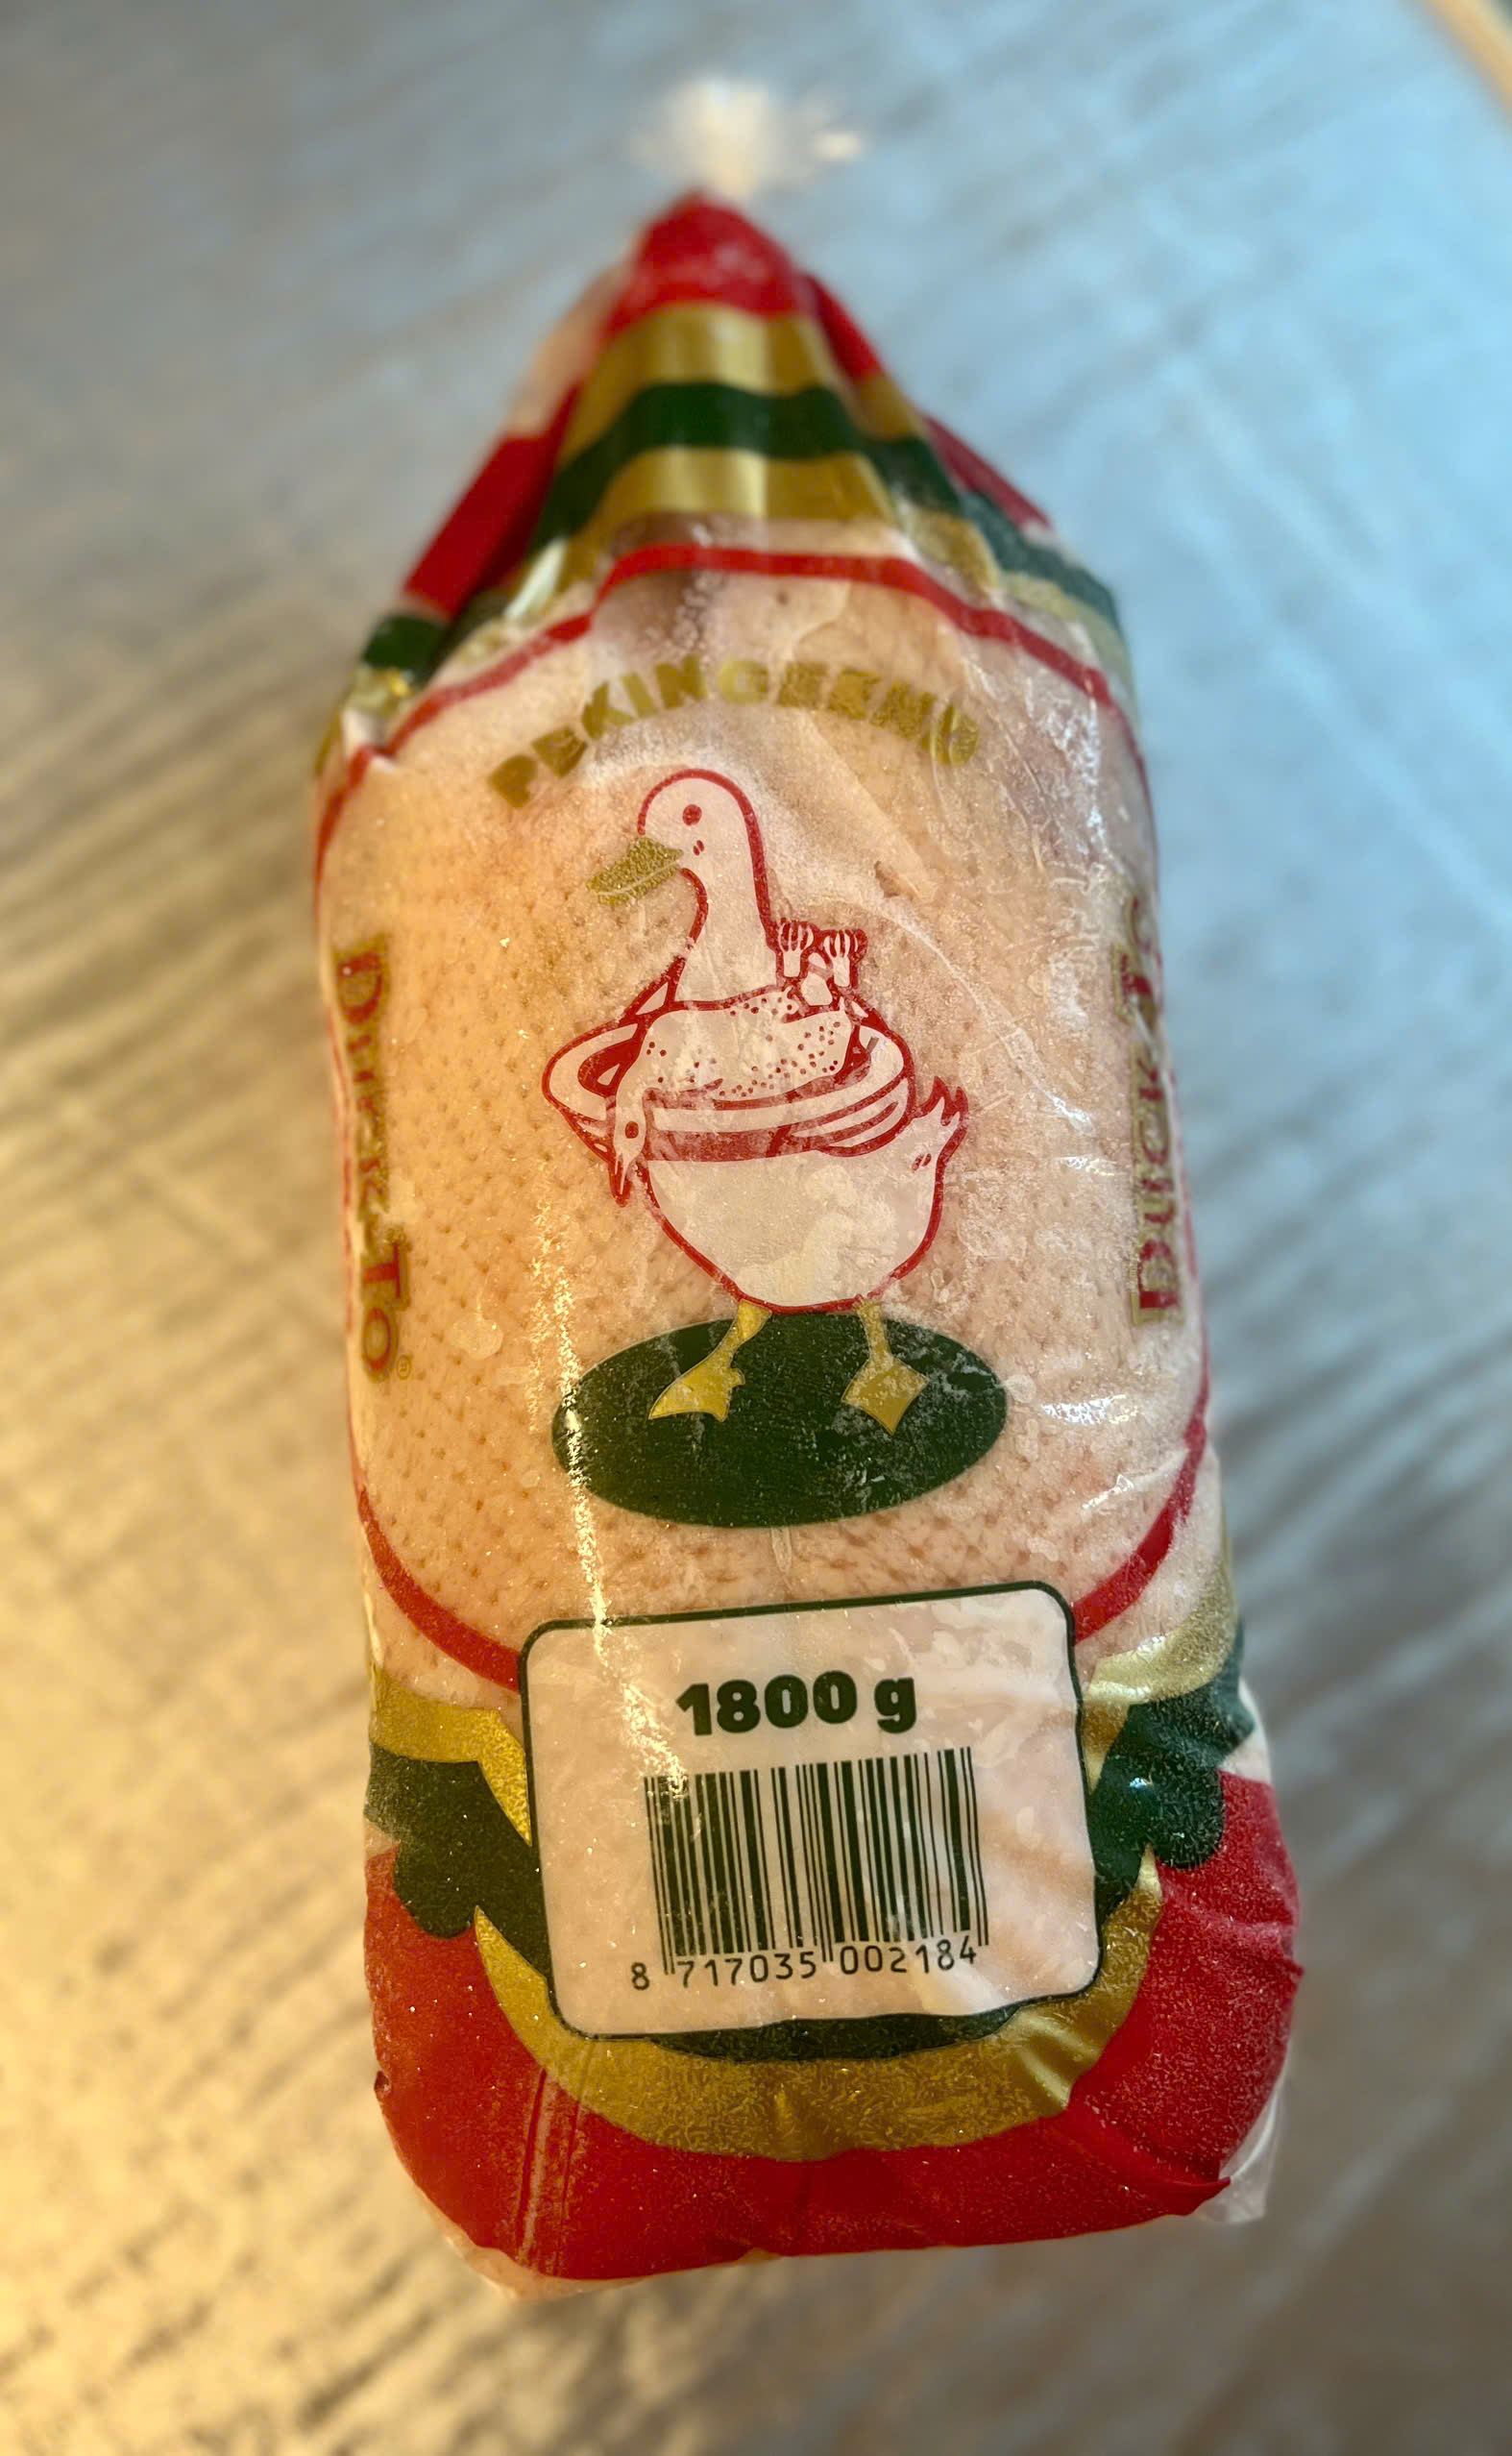 PEKINGEEND
Duck-To®
Duck-To
1800 g
8 717035 002184